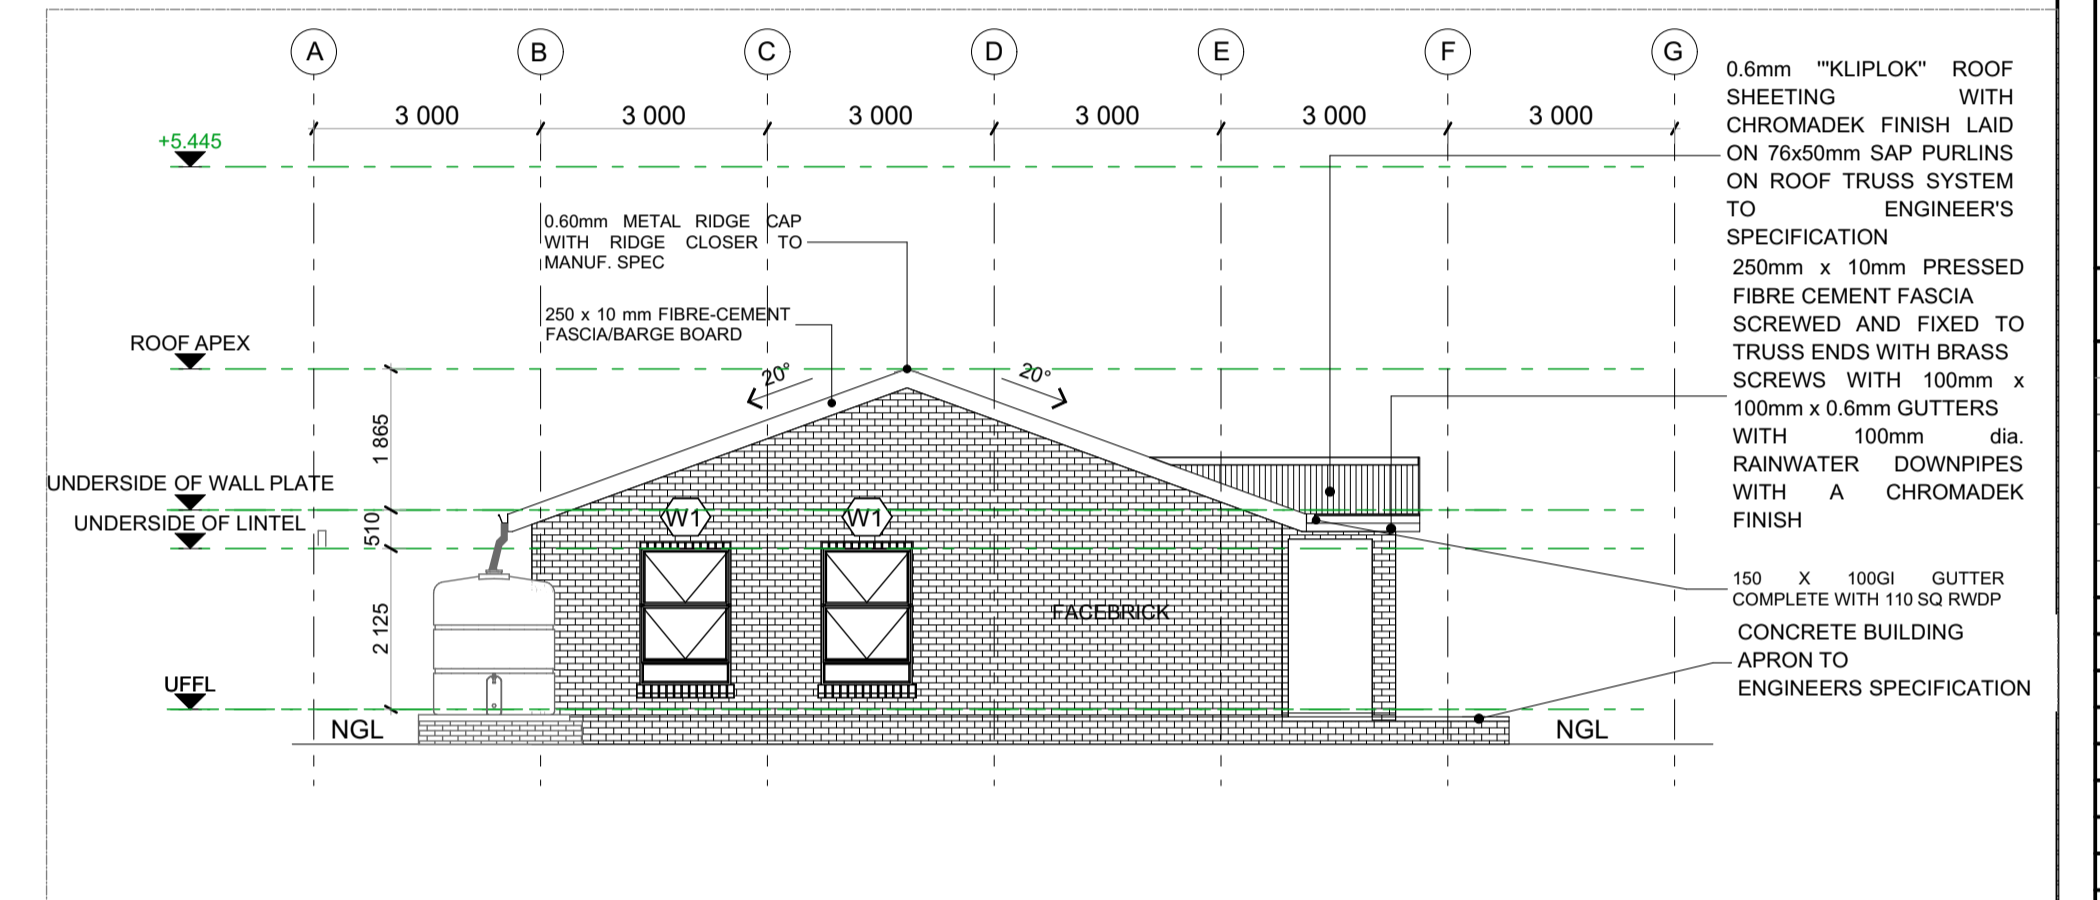 A B C D E F G
3 000 3 000 3 000 3 000 3 000 3 000
+5.445
0.60mm METAL RIDGE CAP
WITH RIDGE CLOSER TO
MANUF. SPEC
250 x 10 mm FIBRE-CEMENT
FASCIA/BARGE BOARD
ROOF APEX
20°
20°
1 865
UNDERSIDE OF WALL PLATE
UNDERSIDE OF LINTEL
510
W1
W1
2 125
FACEBRICK
UFFL
NGL
NGL
0.6mm '"KLIPLOK" ROOF
SHEETING WITH
CHROMADEK FINISH LAID
ON 76x50mm SAP PURLINS
ON ROOF TRUSS SYSTEM
TO ENGINEER'S
SPECIFICATION
250mm x 10mm PRESSED
FIBRE CEMENT FASCIA
SCREWED AND FIXED TO
TRUSS ENDS WITH BRASS
SCREWS WITH 100mm x
100mm x 0.6mm GUTTERS
WITH 100mm dia.
RAINWATER DOWNPIPES
WITH A CHROMADEK
FINISH
150 X 100GI GUTTER
COMPLETE WITH 110 SQ RWDP
CONCRETE BUILDING
APRON TO
ENGINEERS SPECIFICATION